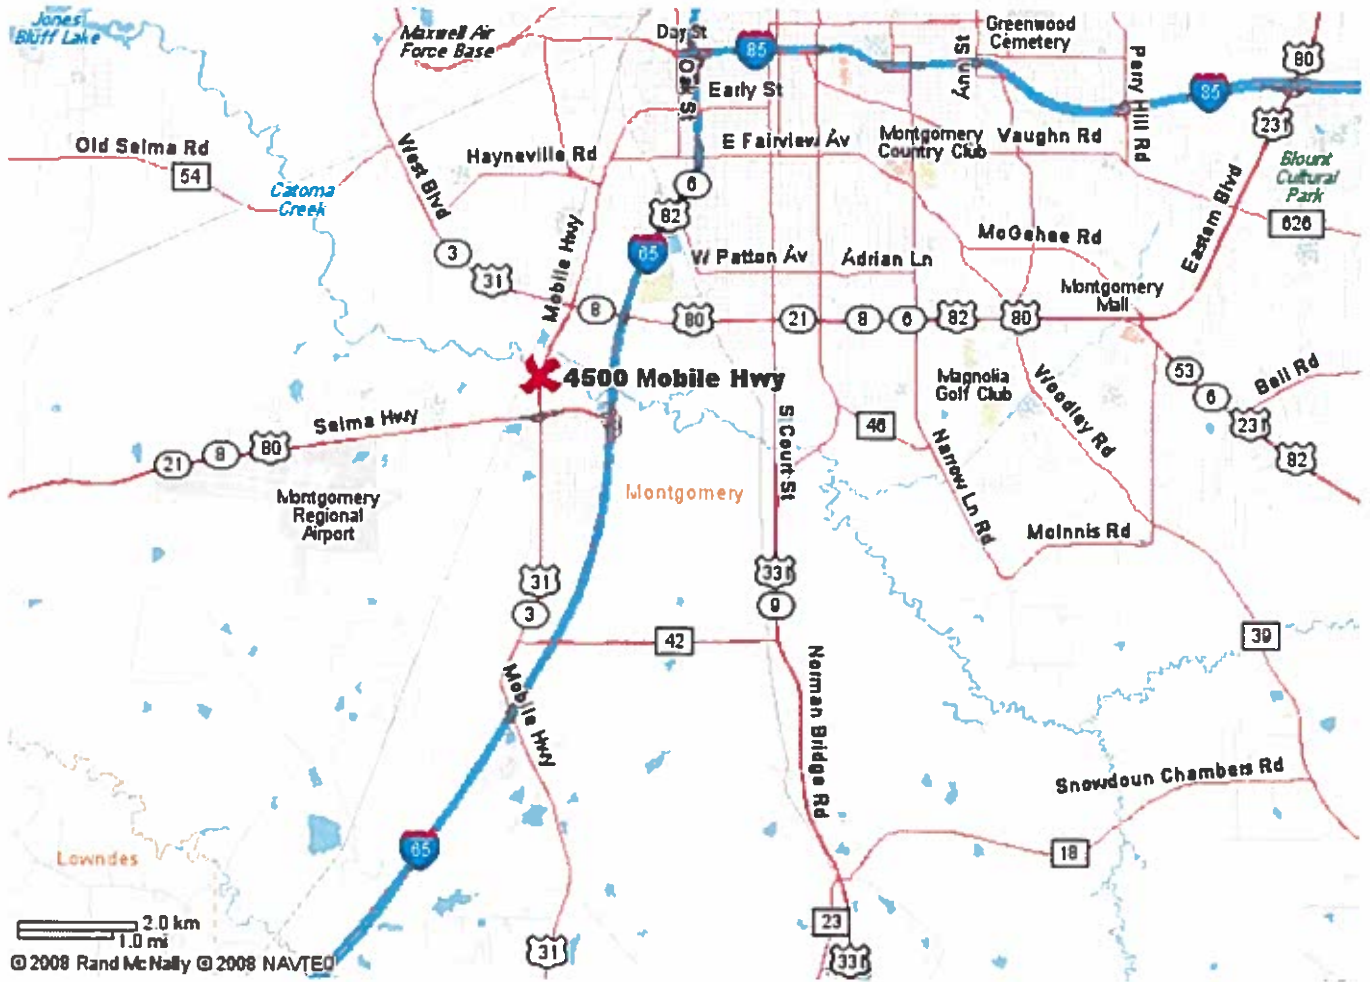 Jones
Bluff Lake
Maxwell Air
Force Base
Day St
Oak St
85
Early St
Greenwood
Cemetery
Perry Hill Rd
80
85
23
Old Selma Rd
54
Catoma
Creek
West Blvd
Hayneville Rd
E Fairview Av
Montgomery
Country Club
Vaughn Rd
Blount
Cultural
Park
626
6
82
65
3
31
Mobile Hwy
8
80
W Patton Av
Adrian Ln
McGehee Rd
Eastern Blvd
Montgomery
Mall
21
8
6
82
80
4500 Mobile Hwy
Magnolia
Golf Club
Woodley Rd
53
6
Bell Rd
82
Selma Hwy
21
8
80
46
S Court St
Narrow Ln Rd
Montgomery
Regional
Airport
Montgomery
McInnis Rd
31
3
331
9
42
39
Mobile Hwy
Norman Bridge Rd
Snowdoun Chambers Rd
18
65
Lowndes
23
331
31
2.0 km
1.0 mi
© 2008 Rand McNally © 2008 NAVTEQ